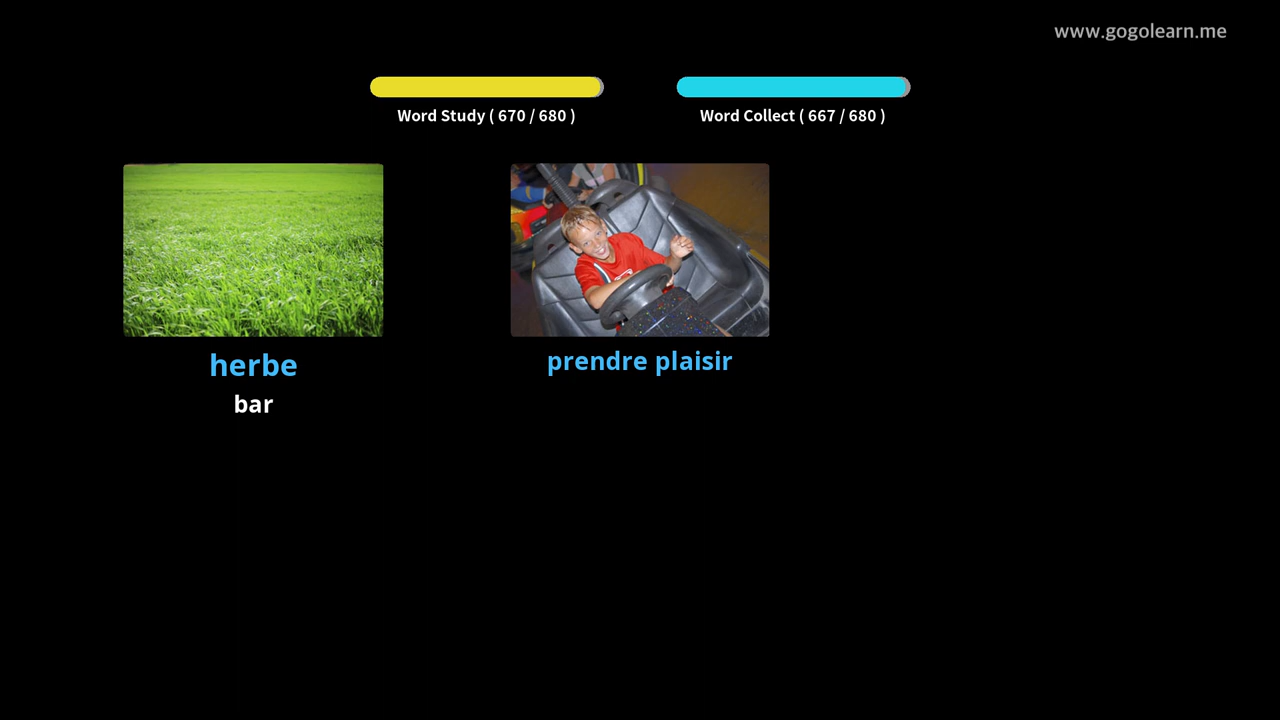 www.gogolearn.me
Word Study ( 670 / 680 )
Word Collect ( 667 / 680 )
herbe
bar
prendre plaisir